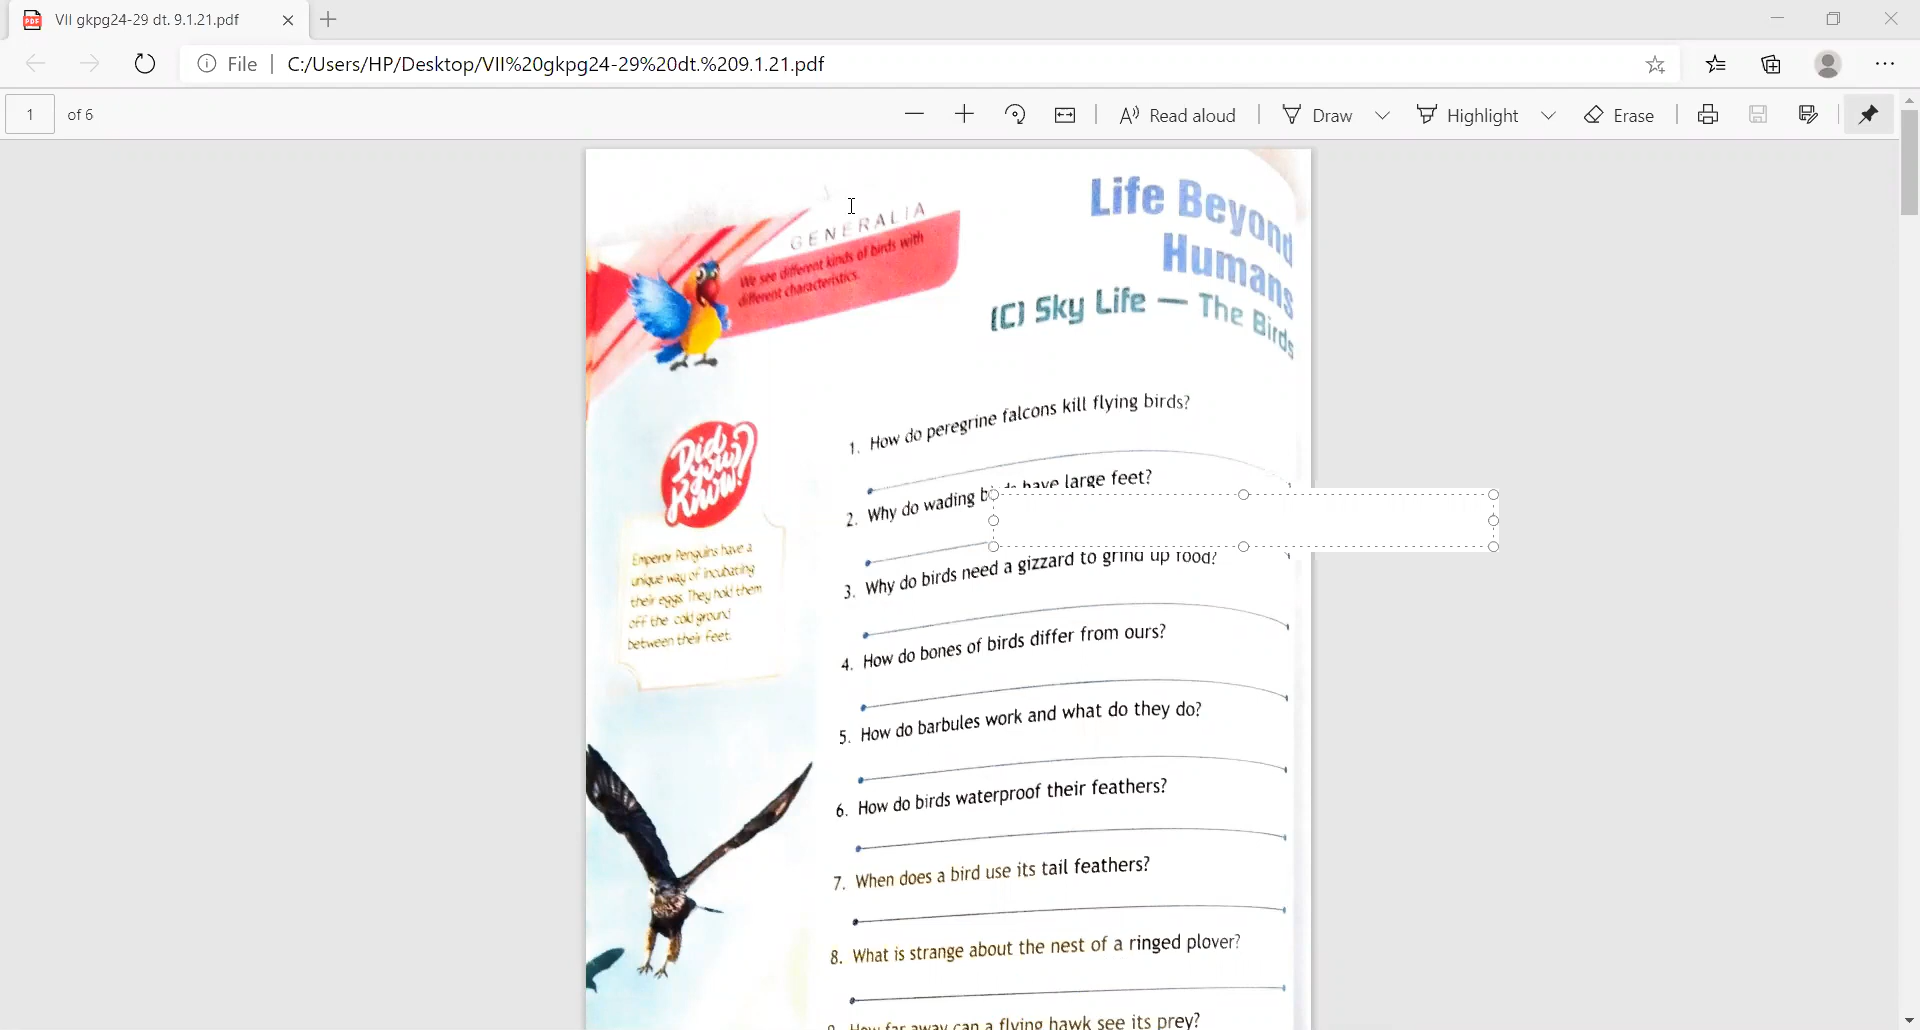 VII gkpg24-29 dt. 9.1.21.pdf
File | C:/Users/HP/Desktop/VII%20gkpg24-29%20dt.%209.1.21.pdf
1 of 6
Read aloud
Draw
Highlight
Erase
GENERALIA
We see different kinds of birds with
different characteristics.
Life Beyond
Humans
(C) Sky Life — The Birds
Did
you
Know?
Emperor Penguins have a
unique way of incubating
their eggs. They hold them
off the cold ground
between their feet.
1. How do peregrine falcons kill flying birds?
2. Why do wading have large feet?
3. Why do birds need a gizzard to grind up food?
4. How do bones of birds differ from ours?
5. How do barbules work and what do they do?
6. How do birds waterproof their feathers?
7. When does a bird use its tail feathers?
8. What is strange about the nest of a ringed plover?
How far away can a flying hawk see its prey?